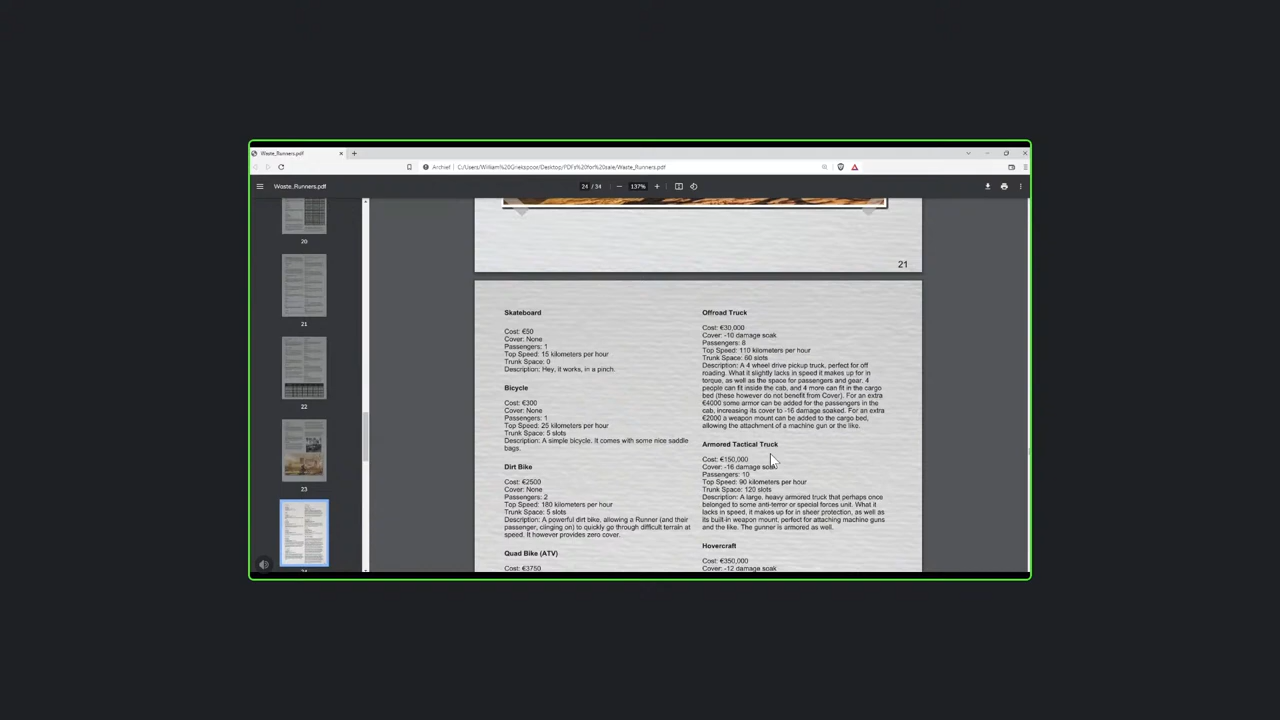 Waste_Runners.pdf
Archief
Waste_Runners.pdf
24 / 34
137%
20
21
22
23
21
Skateboard
Cost: €50
Cover: None
Passengers: 1
Top Speed: 15 kilometers per hour
Trunk Space: 0
Description: Hey, it works, in a pinch.
Bicycle
Cost: €300
Cover: None
Passengers: 1
Top Speed: 25 kilometers per hour
Trunk Space: 5 slots
Description: A simple bicycle. It comes with some nice saddle
bags.
Dirt Bike
Cost: €2500
Cover: None
Passengers: 2
Top Speed: 180 kilometers per hour
Trunk Space: 5 slots
Description: A powerful dirt bike, allowing a Runner (and their
passenger, clinging on) to quickly go through difficult terrain at
speed. It however provides zero cover.
Quad Bike (ATV)
Cost: €3750
Offroad Truck
Cost: €30,000
Cover: -10 damage soak
Passengers: 8
Top Speed: 110 kilometers per hour
Trunk Space: 60 slots
Description: A 4 wheel drive pickup truck, perfect for off
roading. What it slightly lacks in speed it makes up for in
torque, as well as the space for passengers and gear. 4
people can fit inside the cab, and 4 more can fit in the cargo
bed (these however do not benefit from Cover). For an extra
€4000 some armor can be added for the passengers in the
cab, increasing its cover to -16 damage soaked. For an extra
€2000 a weapon mount can be added to the cargo bed,
allowing the attachment of a machine gun or the like.
Armored Tactical Truck
Cost: €150,000
Cover: -16 damage soak
Passengers: 10
Top Speed: 90 kilometers per hour
Trunk Space: 120 slots
Description: A large, heavy armored truck that perhaps once
belonged to some anti-terror or special forces unit. What it
lacks in speed, it makes up for in sheer protection, as well as
its built-in weapon mount, perfect for attaching machine guns
and the like. The gunner is armored as well.
Hovercraft
Cost: €350,000
Cover: -12 damage soak